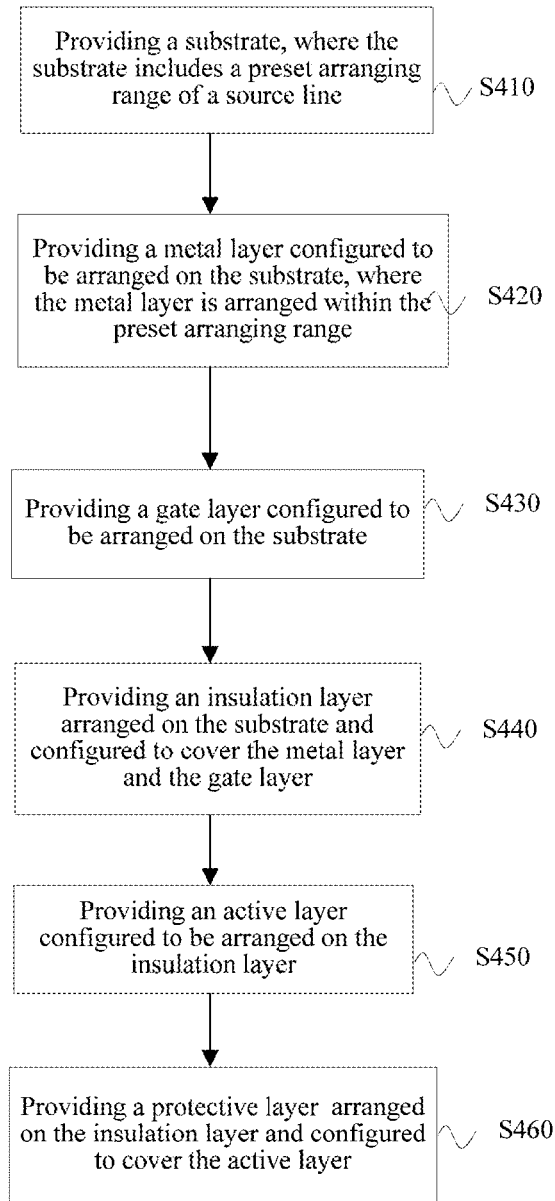 Providing a substrate, where the
substrate includes a preset arranging
range of a source line
S410
Providing a metal layer configured to
be arranged on the substrate, where
the metal layer is arranged within the
preset arranging range
S420
Providing a gate layer configured to
be arranged on the substrate
S430
Providing an insulation layer
arranged on the substrate and
configured to cover the metal layer
and the gate layer
S440
Providing an active layer
configured to be arranged on the
insulation layer
S450
Providing a protective layer arranged
on the insulation layer and configured
to cover the active layer
S460